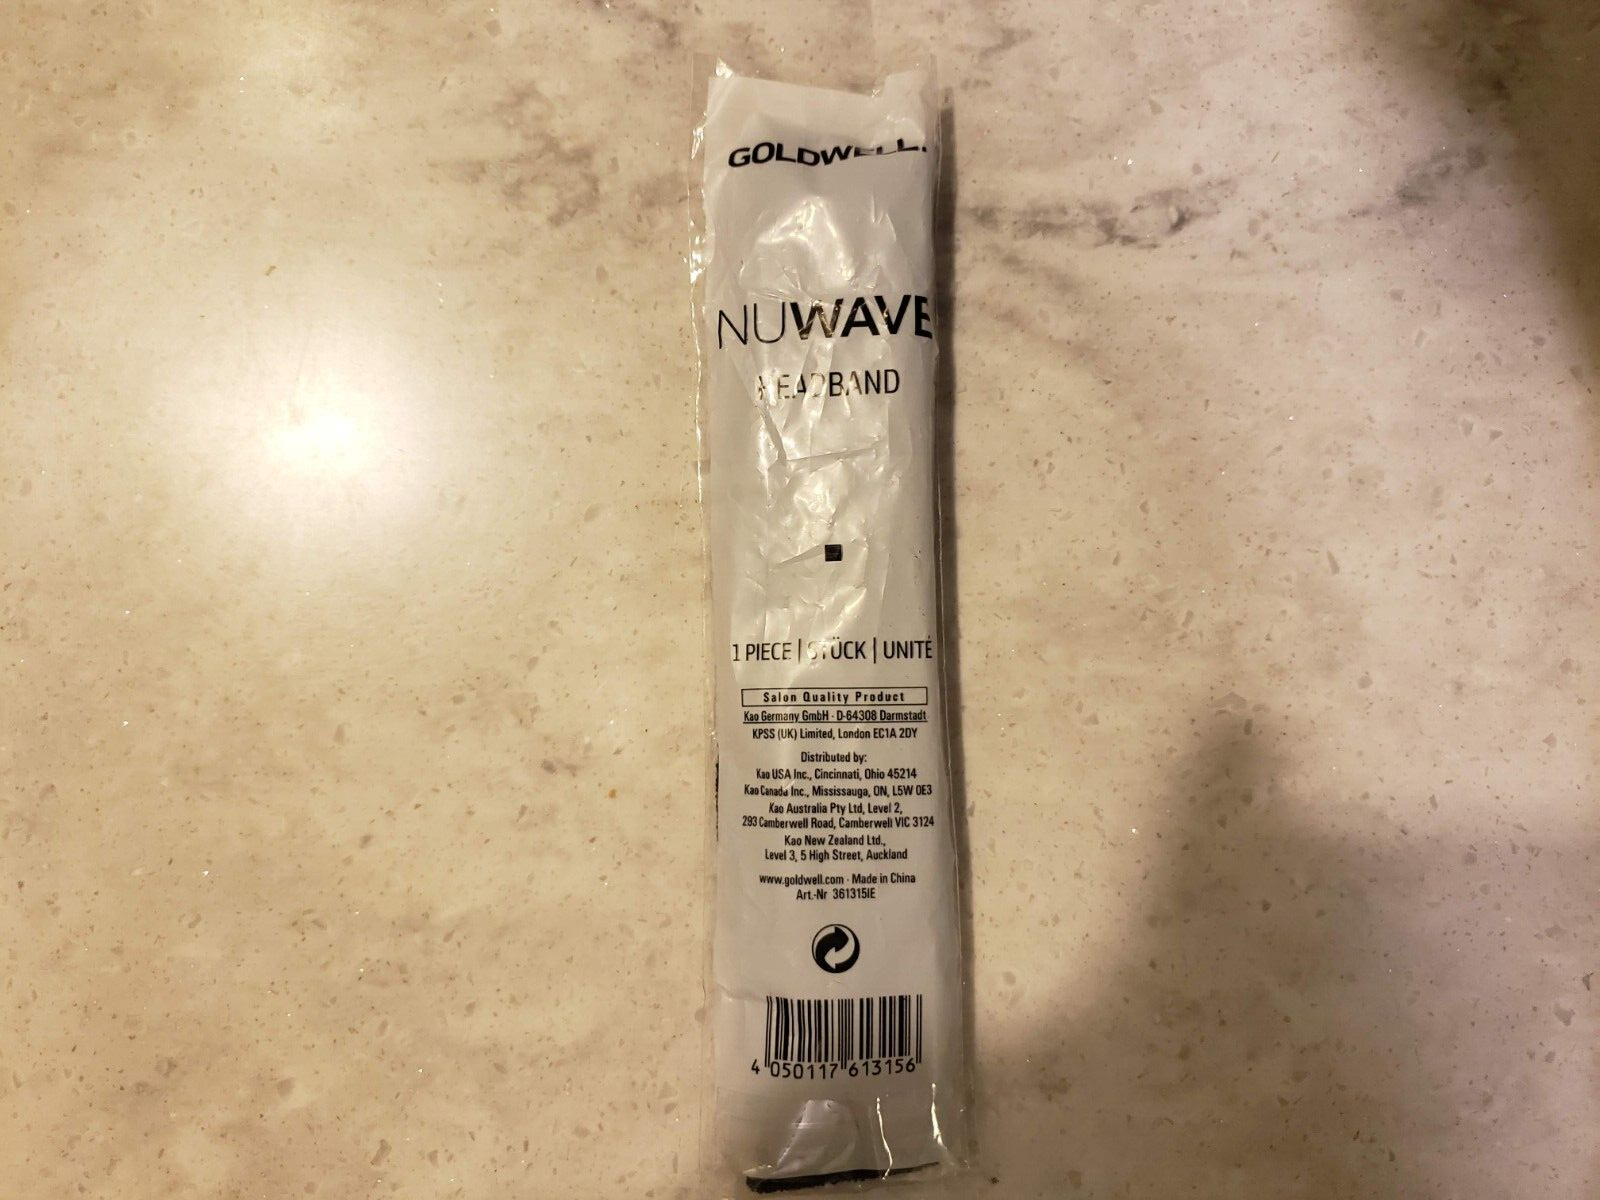 GOLDWELL.
NUWAVE
HEADBAND
1 PIECE | STÜCK | UNITÉ
Salon Quality Product
Kao Germany GmbH · D-64308 Darmstadt
KPSS (UK) Limited, London EC1A 2DY
Distributed by:
Kao USA Inc., Cincinnati, Ohio 45214
Kao Canada Inc., Mississauga, ON, L5W 0E3
Kao Australia Pty Ltd, Level 2,
293 Camberwell Road, Camberwell VIC 3124
Kao New Zealand Ltd.,
Level 3, 5 High Street, Auckland
www.goldwell.com · Made in China
Art.-Nr 361315IE
4 050117 613156